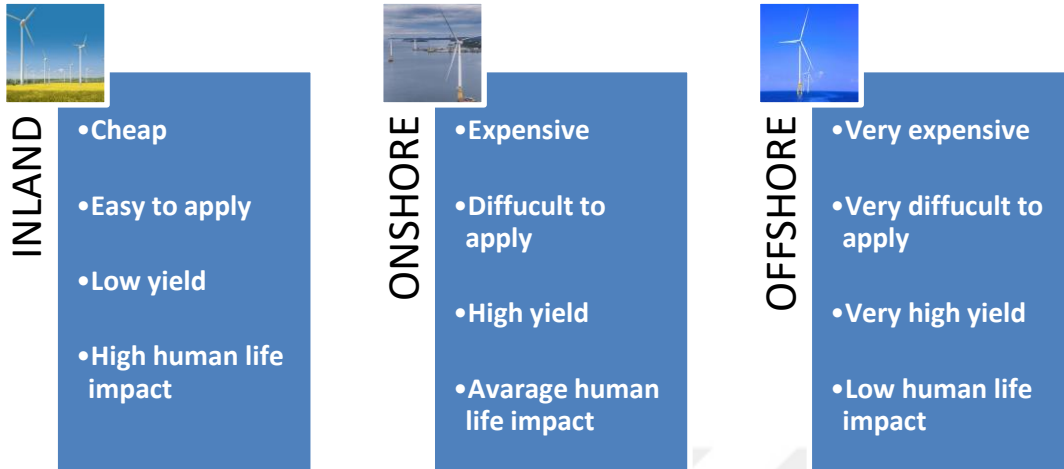 INLAND
•Cheap
•Easy to apply
•Low yield
•High human life
impact
ONSHORE
•Expensive
•Diffucult to
apply
•High yield
•Avarage human
life impact
OFFSHORE
•Very expensive
•Very diffucult to
apply
•Very high yield
•Low human life
impact